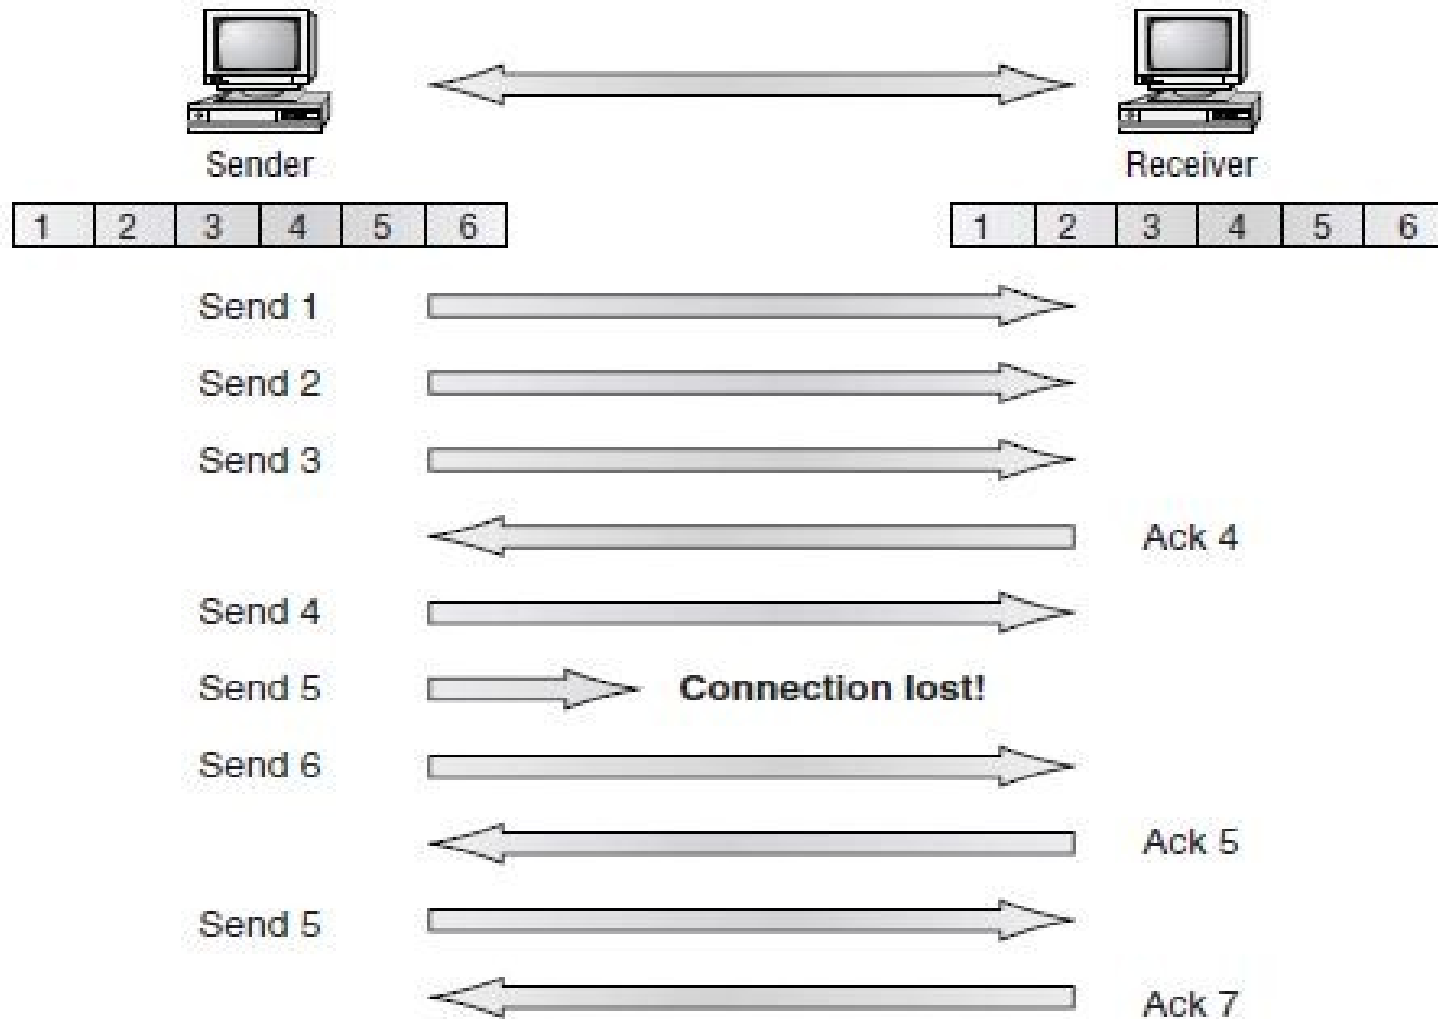 Sender Receiver
1 2 3 4 5 6 1 2 3 4 5 6
Send 1
Send 2
Send 3
Ack 4
Send 4
Send 5 Connection lost!
Send 6
Ack 5
Send 5
Ack 7